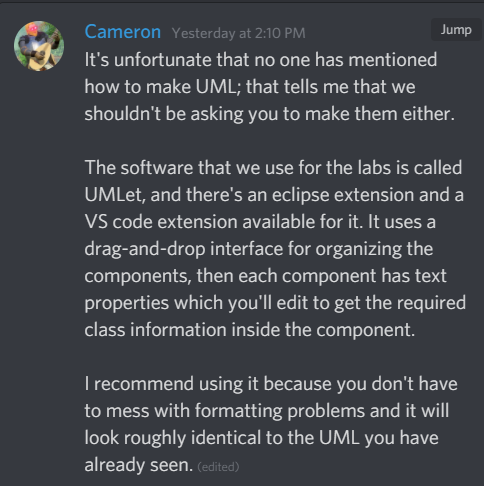 Cameron Yesterday at 2:10 PM Jump
It's unfortunate that no one has mentioned
how to make UML; that tells me that we
shouldn't be asking you to make them either.
The software that we use for the labs is called
UMLet, and there's an eclipse extension and a
VS code extension available for it. It uses a
drag-and-drop interface for organizing the
components, then each component has text
properties which you'll edit to get the required
class information inside the component.
I recommend using it because you don't have
to mess with formatting problems and it will
look roughly identical to the UML you have
already seen. (edited)